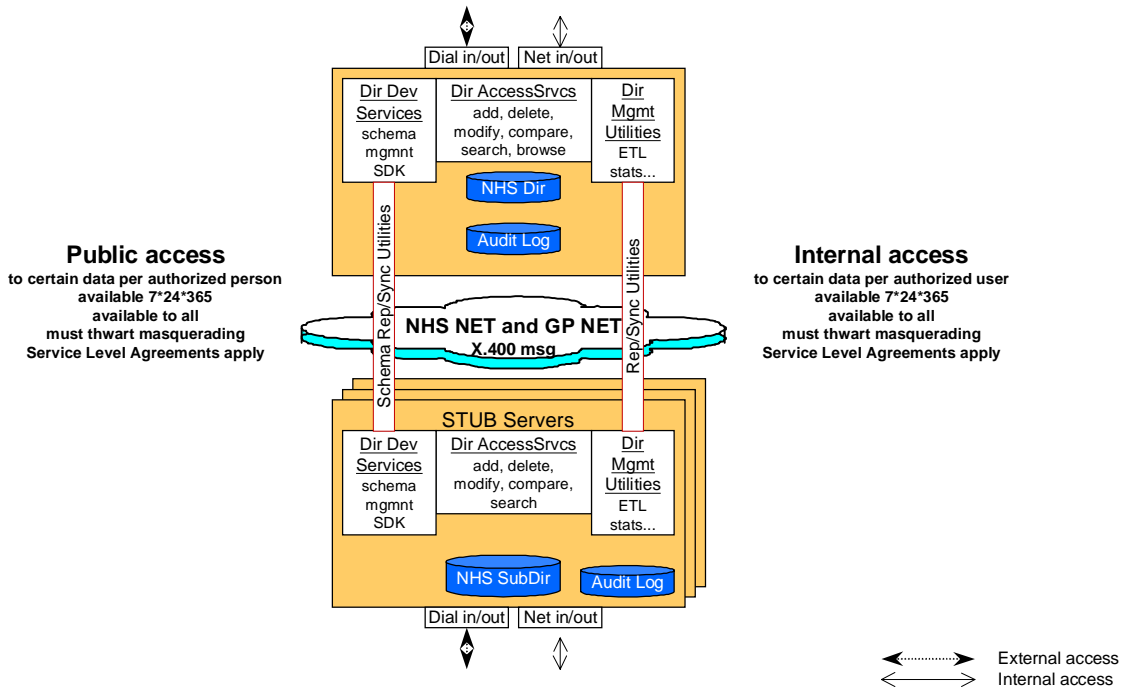 Dial in/out
Net in/out
Dir Dev
Services
schema
mgmnt
SDK
Dir AccessSrvcs
add, delete,
modify, compare,
search, browse
Dir
Mgmt
Utilities
ETL
stats...
NHS Dir
Audit Log
Public access
to certain data per authorized person
available 7*24*365
available to all
must thwart masquerading
Service Level Agreements apply
Schema Rep/Sync Utilities
NHS NET and GP NET
X.400 msg
Rep/Sync Utilities
Internal access
to certain data per authorized user
available 7*24*365
available to all
must thwart masquerading
Service Level Agreements apply
STUB Servers
Dir Dev
Services
schema
mgmnt
SDK
Dir AccessSrvcs
add, delete,
modify, compare,
search
Dir
Mgmt
Utilities
ETL
stats...
NHS SubDir
Audit Log
Dial in/out
Net in/out
External access
Internal access